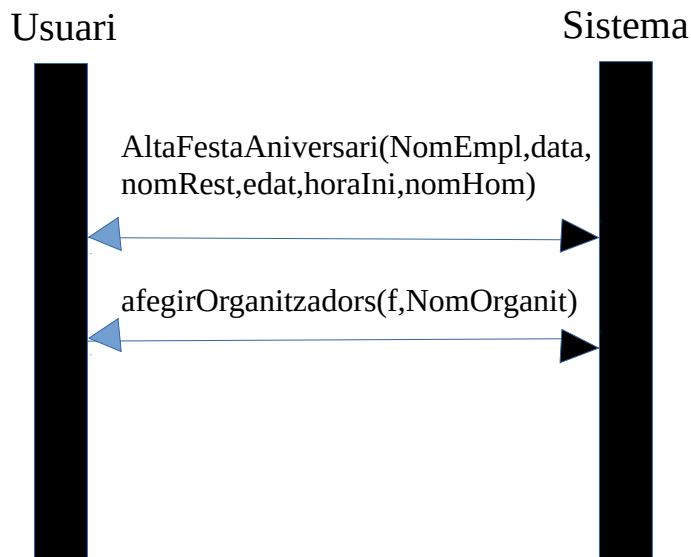 Usuari
Sistema
AltaFestaAniversari(NomEmpl,data,
nomRest,edat,horaIni,nomHom)
afegirOrganitzadors(f,NomOrganit)